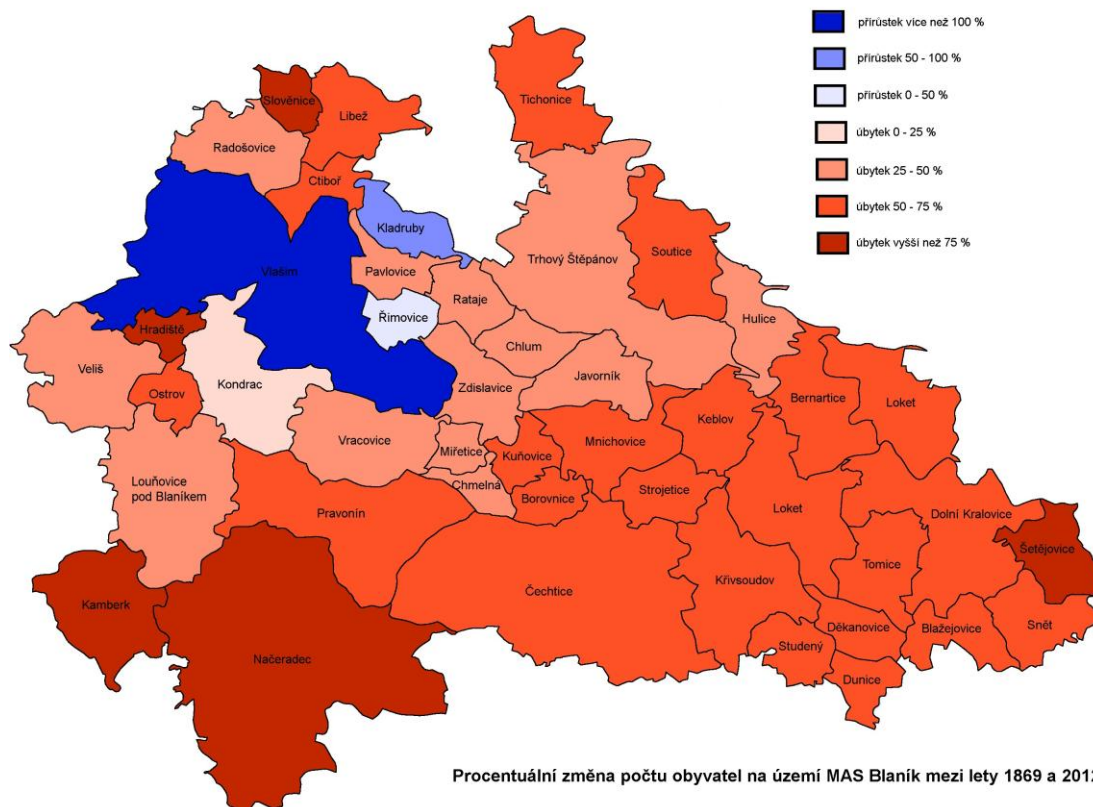 přírůstek více než 100 %
přírůstek 50 - 100 %
přírůstek 0 - 50 %
úbytek 0 - 25 %
úbytek 25 - 50 %
úbytek 50 - 75 %
úbytek vyšší než 75 %
Slověnice
Libež
Tichonice
Radošovice
Ctiboř
Kladruby
Vlašim
Pavlovice
Trhový Štěpánov
Soutice
Rataje
Řimovice
Hulice
Hradiště
Chlum
Veliš
Kondrac
Zdislavice
Javorník
Ostrov
Bernartice
Loket
Keblov
Vracovice
Miřetice
Kuňovice
Mnichovice
Louňovice
pod Blaníkem
Chmelná
Borovnice
Strojetice
Loket
Pravonín
Dolní Kralovice
Šetějovice
Kamberk
Čechtice
Křivsoudov
Tomice
Načeradec
Děkanovice
Blažejovice
Snět
Studený
Dunice
Procentuální změna počtu obyvatel na území MAS Blaník mezi lety 1869 a 2012